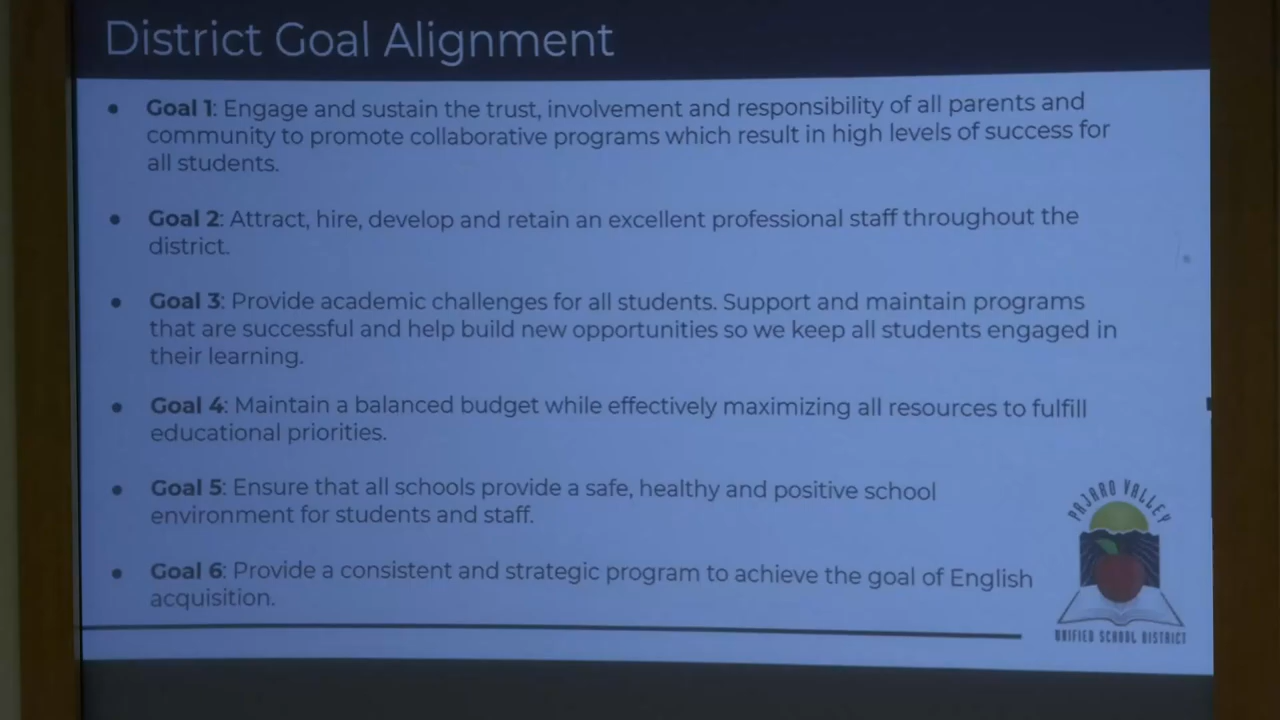 District Goal Alignment
• Goal 1: Engage and sustain the trust, involvement and responsibility of all parents and
community to promote collaborative programs which result in high levels of success for
all students.
• Goal 2: Attract, hire, develop and retain an excellent professional staff throughout the
district.
• Goal 3: Provide academic challenges for all students. Support and maintain programs
that are successful and help build new opportunities so we keep all students engaged in
their learning.
• Goal 4: Maintain a balanced budget while effectively maximizing all resources to fulfill
educational priorities.
• Goal 5: Ensure that all schools provide a safe, healthy and positive school
environment for students and staff.
• Goal 6: Provide a consistent and strategic program to achieve the goal of English
acquisition.
PAJARO VALLEY
UNIFIED SCHOOL DISTRICT